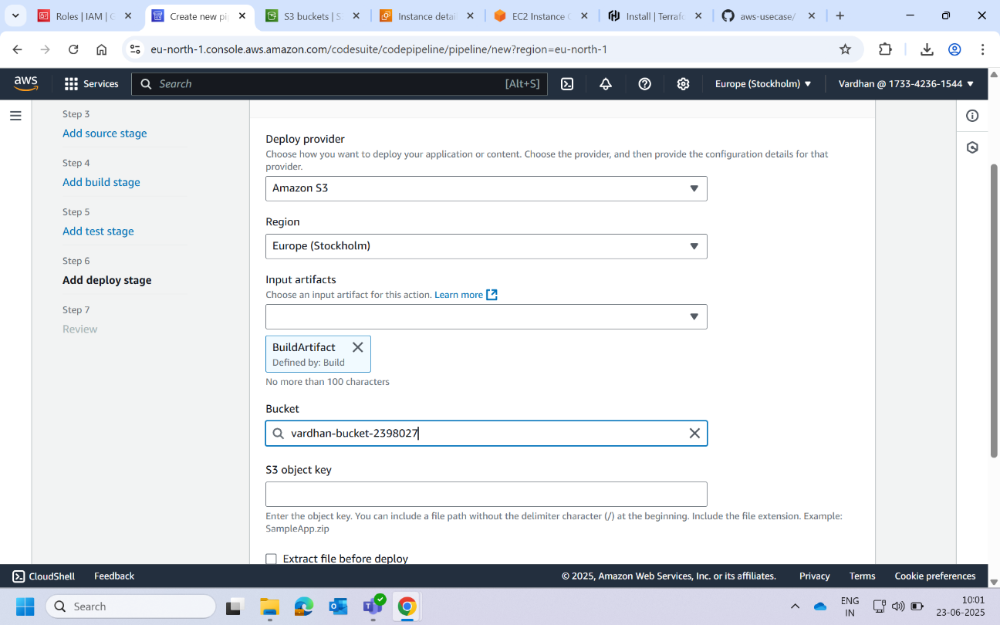 Roles | IAM | G
Create new pip
S3 buckets | S
Instance detai
EC2 Instance C
Install | Terraf
aws-usecase/
eu-north-1.console.aws.amazon.com/codesuite/codepipeline/pipeline/new?region=eu-north-1
aws
Services
Search
[Alt+S]
Europe (Stockholm)
Vardhan @ 1733-4236-1544
Step 3
Add source stage
Step 4
Add build stage
Step 5
Add test stage
Step 6
Add deploy stage
Step 7
Review
Deploy provider
Choose how you want to deploy your application or content. Choose the provider, and then provide the configuration details for that
provider.
Amazon S3
Region
Europe (Stockholm)
Input artifacts
Choose an input artifact for this action. Learn more
BuildArtifact
Defined by: Build
No more than 100 characters
Bucket
vardhan-bucket-2398027
S3 object key
Enter the object key. You can include a file path without the delimiter character (/) at the beginning. Include the file extension. Example:
SampleApp.zip
Extract file before deploy
CloudShell
Feedback
© 2025, Amazon Web Services, Inc. or its affiliates.
Privacy
Terms
Cookie preferences
Search
ENG
IN
10:01
23-06-2025